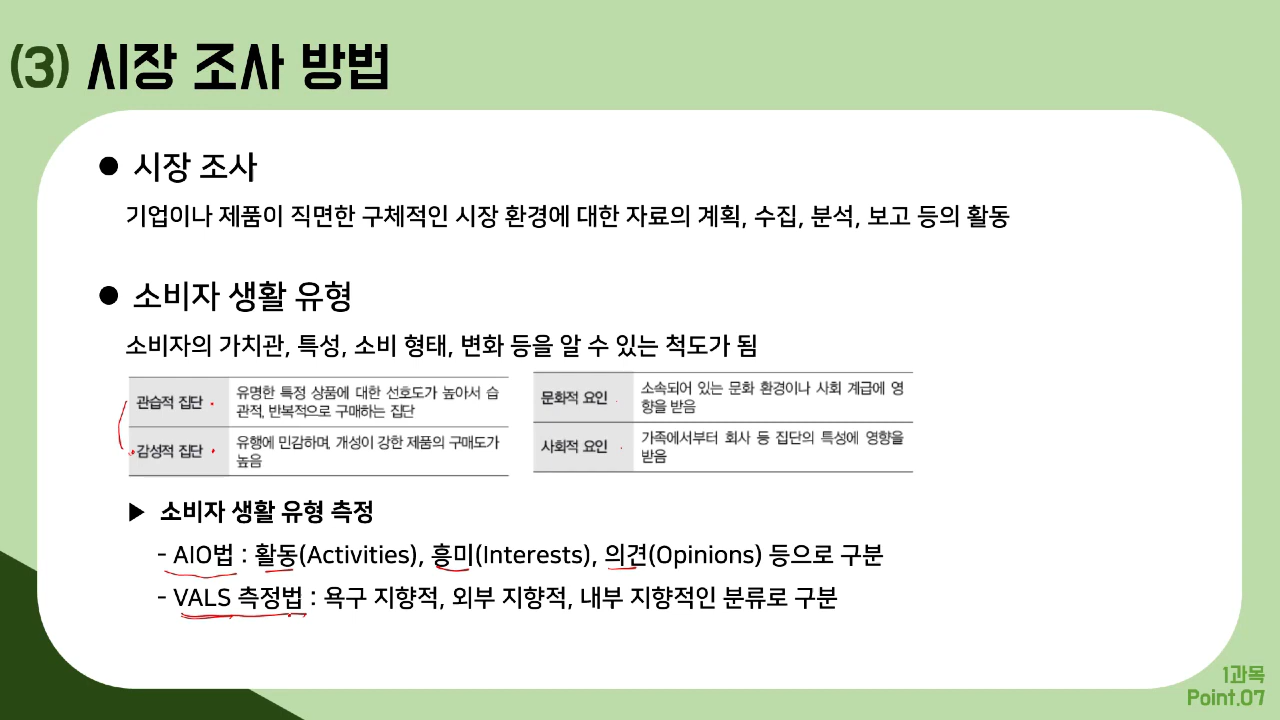 (3) 시장 조사 방법
● 시장 조사
기업이나 제품이 직면한 구체적인 시장 환경에 대한 자료의 계획, 수집, 분석, 보고 등의 활동
● 소비자 생활 유형
소비자의 가치관, 특성, 소비 형태, 변화 등을 알 수 있는 척도가 됨
관습적 집단
유명한 특정 상품에 대한 선호도가 높아서 습
관적, 반복적으로 구매하는 집단
감성적 집단
유행에 민감하며, 개성이 강한 제품의 구매도가
높음
문화적 요인
소속되어 있는 문화 환경이나 사회 계급에 영
향을 받음
사회적 요인
가족에서부터 회사 등 집단의 특성에 영향을
받음
▶ 소비자 생활 유형 측정
- AIO법 : 활동(Activities), 흥미(Interests), 의견(Opinions) 등으로 구분
- VALS 측정법 : 욕구 지향적, 외부 지향적, 내부 지향적인 분류로 구분
1과목
Point.07